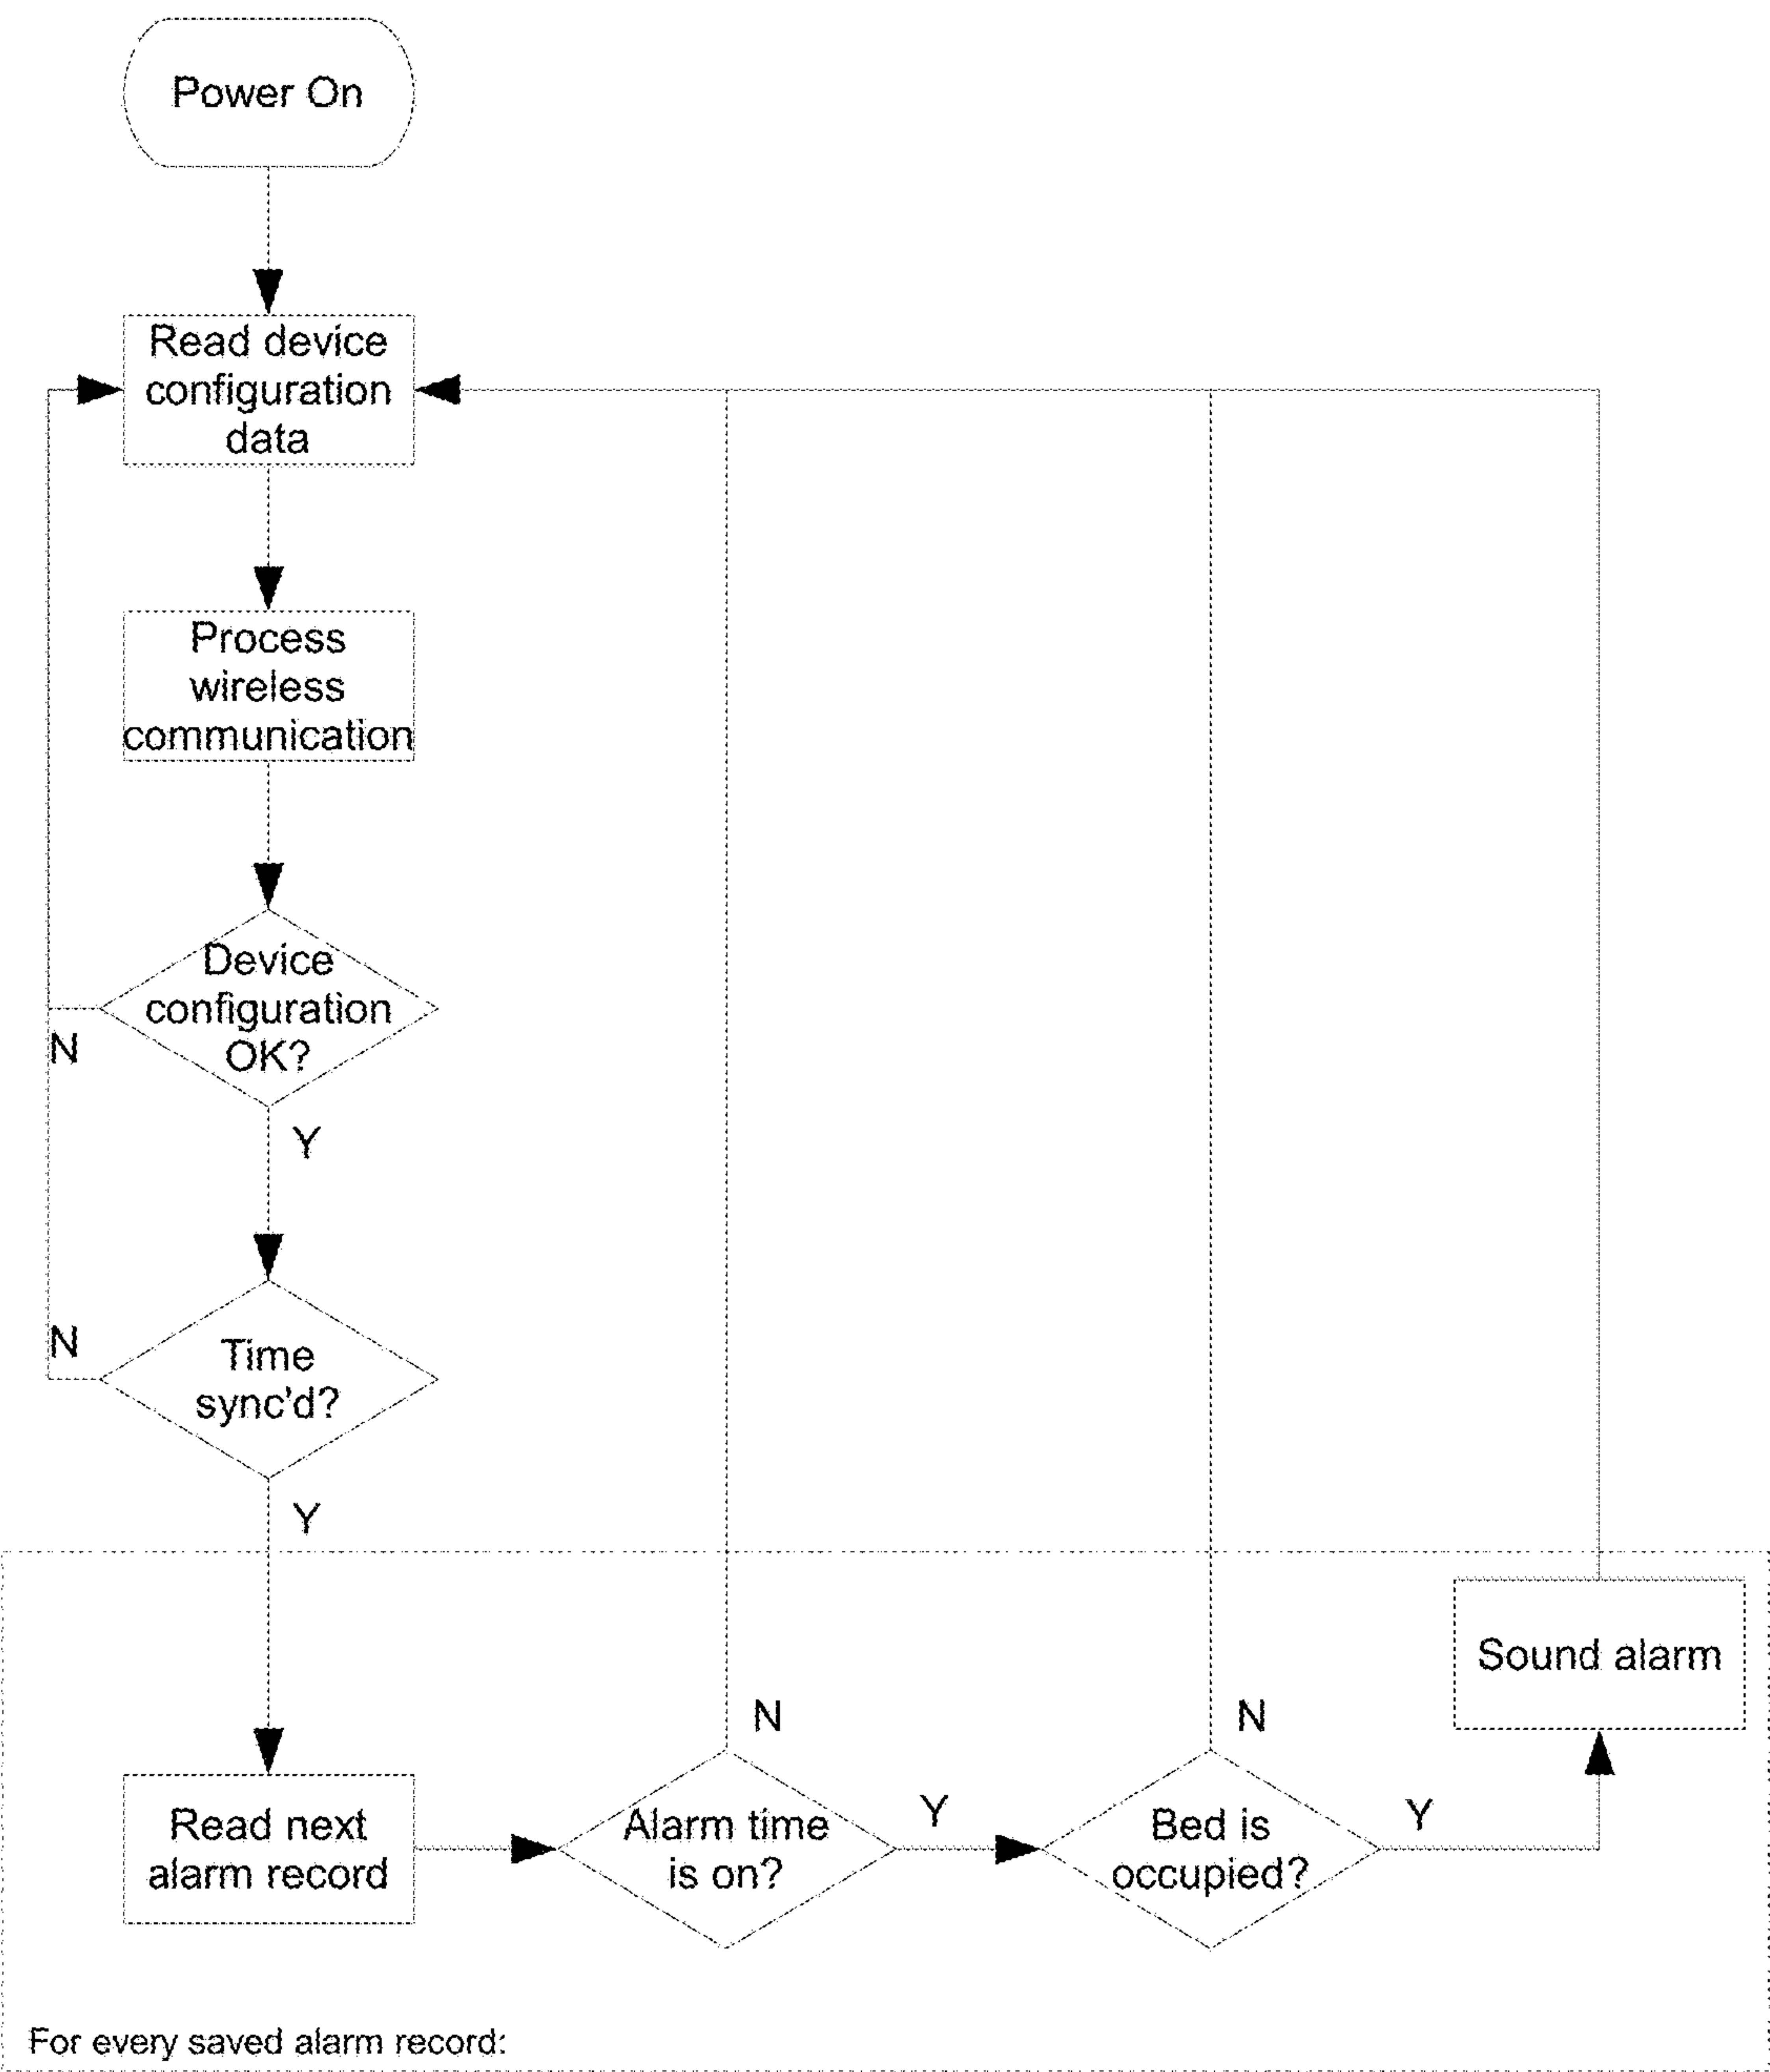 Power On
Read device
configuration
data
Process
wireless
communication
Device
configuration
OK?
N
Y
N
Time
sync'd?
Y
Sound alarm
N
N
Read next
alarm record
Alarm time
is on?
Y
Bed is
occupied?
Y
For every saved alarm record: